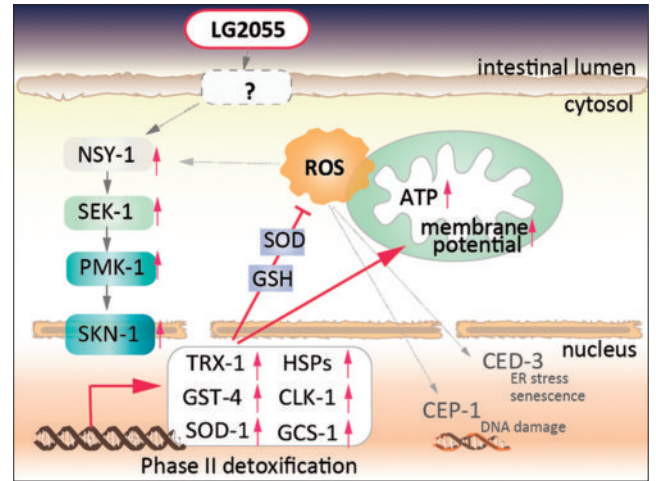 LG2055
intestinal lumen
?
cytosol
NSY-1
ROS
ATP
SEK-1
membrane
potential
SOD
PMK-1
GSH
SKN-1
nucleus
TRX-1 HSPs
CED-3
ER stress
senescence
GST-4 CLK-1
CEP-1
SOD-1 GCS-1
DNA damage
Phase II detoxification